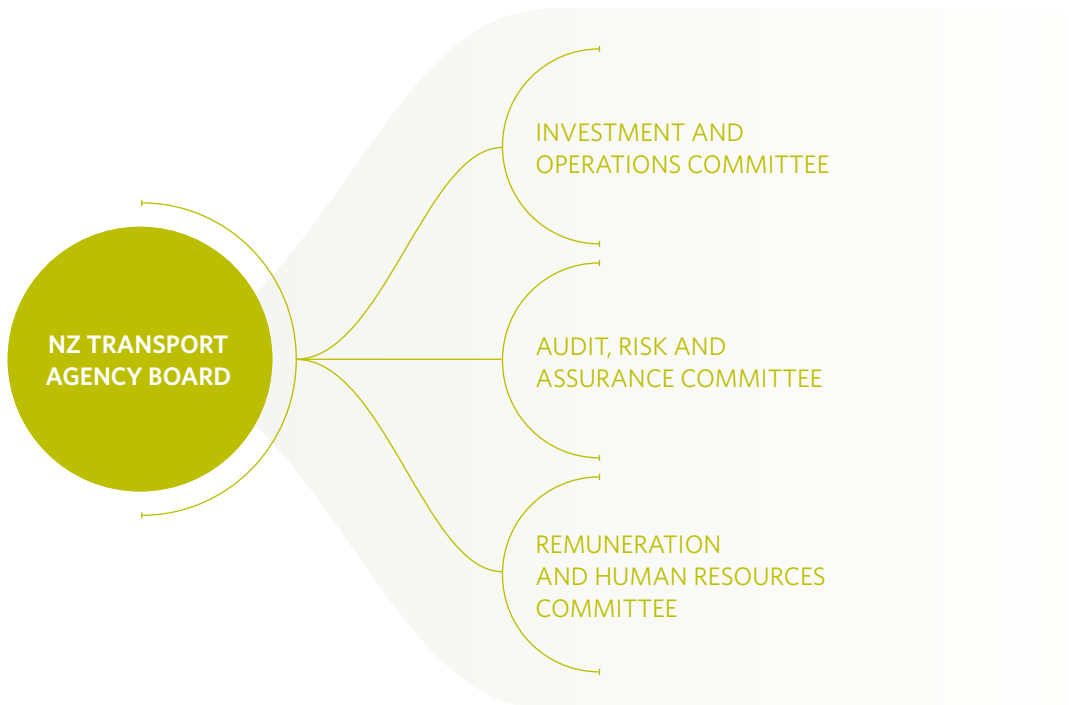 NZ TRANSPORT
AGENCY BOARD
INVESTMENT AND
OPERATIONS COMMITTEE
AUDIT, RISK AND
ASSURANCE COMMITTEE
REMUNERATION
AND HUMAN RESOURCES
COMMITTEE